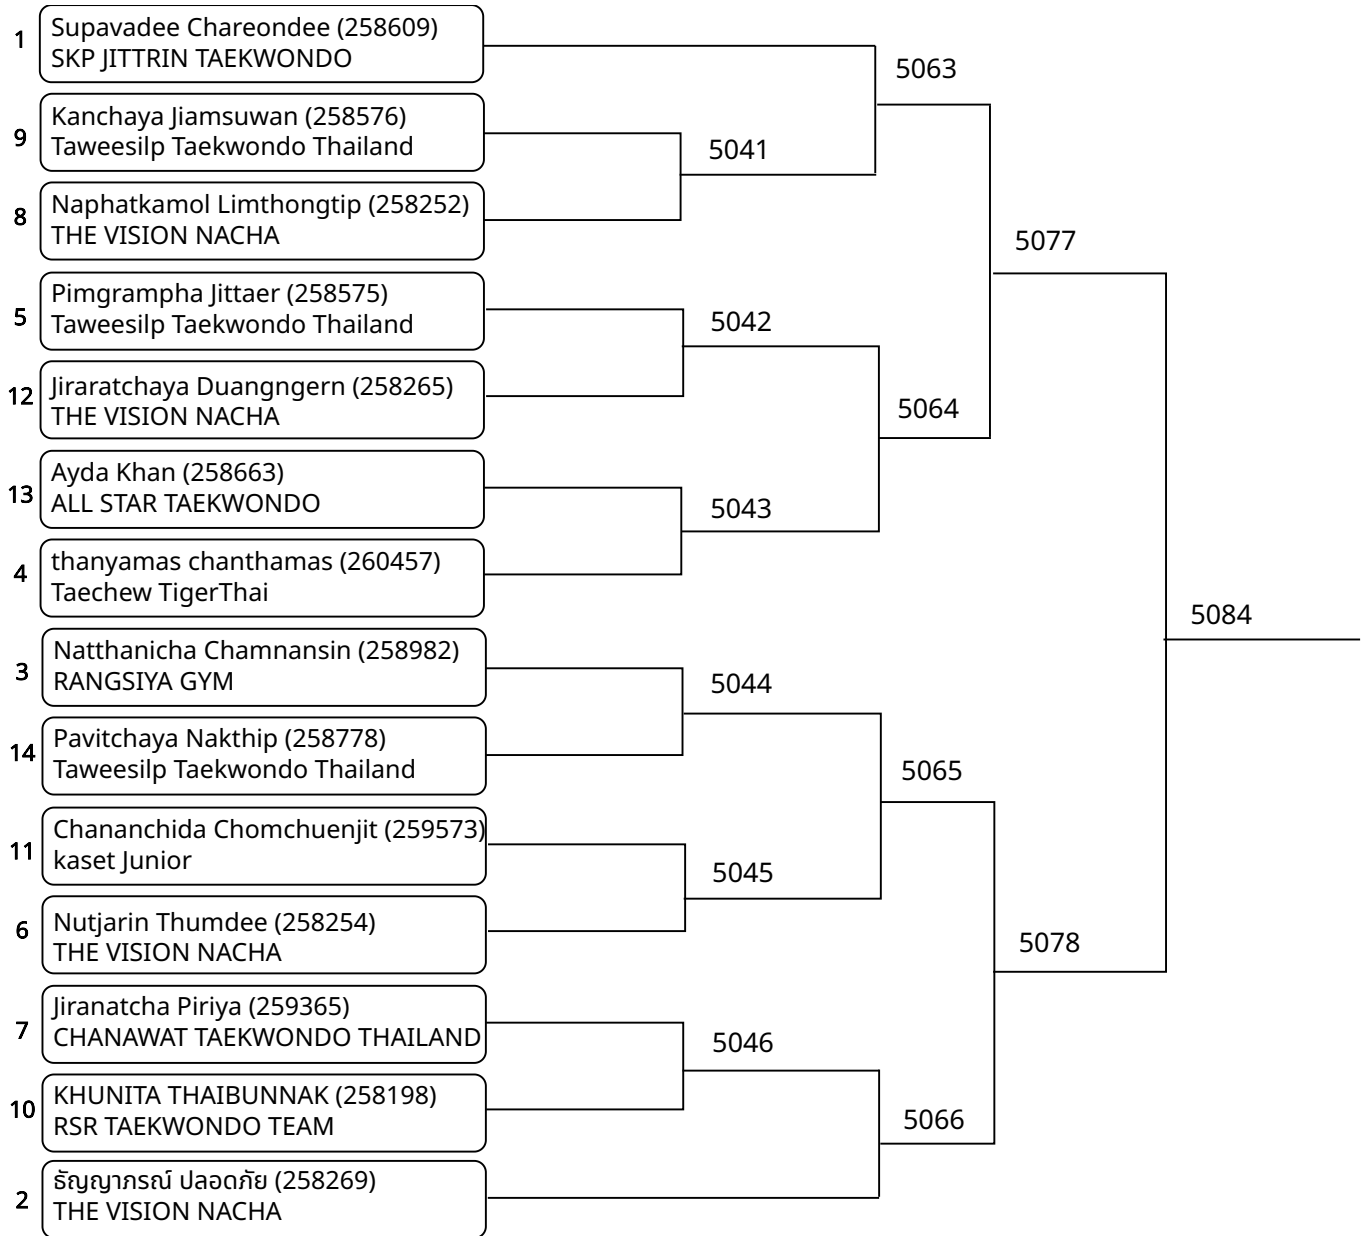 1
Supavadee Chareondee (258609)
SKP JITTRIN TAEKWONDO
5063
9
Kanchaya Jiamsuwan (258576)
Taweesilp Taekwondo Thailand
5041
8
Naphatkamol Limthongtip (258252)
THE VISION NACHA
5077
5
Pimgrampha Jittaer (258575)
Taweesilp Taekwondo Thailand
5042
12
Jiraratchaya Duangngern (258265)
THE VISION NACHA
5064
13
Ayda Khan (258663)
ALL STAR TAEKWONDO
5043
4
thanyamas chanthamas (260457)
Taechew TigerThai
5084
3
Natthanicha Chamnansin (258982)
RANGSIYA GYM
5044
14
Pavitchaya Nakthip (258778)
Taweesilp Taekwondo Thailand
5065
11
Chananchida Chomchuenjit (259573)
kaset Junior
5045
6
Nutjarin Thumdee (258254)
THE VISION NACHA
5078
7
Jiranatcha Piriya (259365)
CHANAWAT TAEKWONDO THAILAND
5046
10
KHUNITA THAIBUNNAK (258198)
RSR TAEKWONDO TEAM
5066
2
ธัญญาภรณ์ ปลอดภัย (258269)
THE VISION NACHA